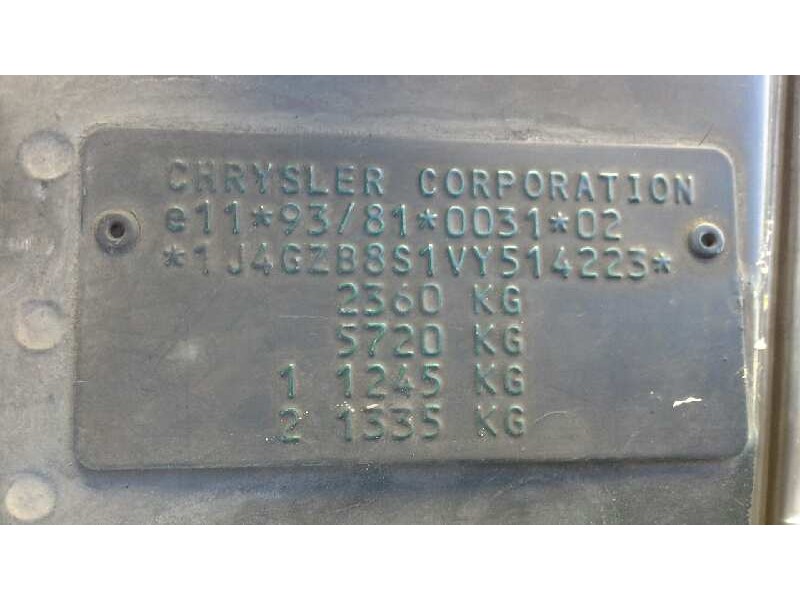 CHRYSLER CORPORATION
e11*93/81*0031*02
*1J4GZB8S1VY514223*
2360 KG
5720 KG
1 1245 KG
2 1335 KG